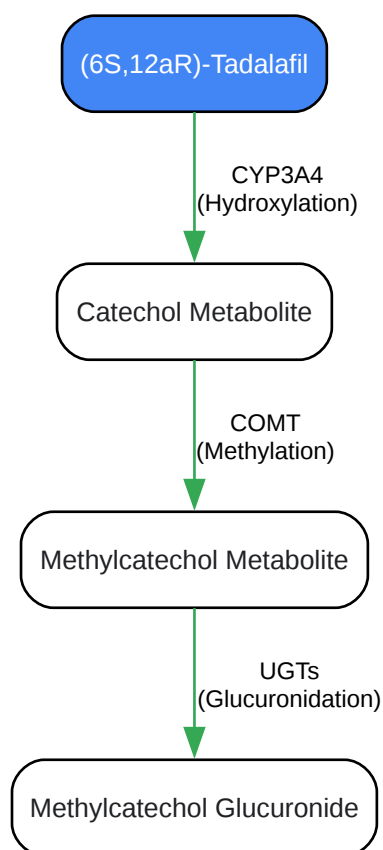 (6S,12aR)-Tadalafil
CYP3A4
(Hydroxylation)
Catechol Metabolite
COMT
(Methylation)
Methylcatechol Metabolite
UGTs
(Glucuronidation)
Methylcatechol Glucuronide